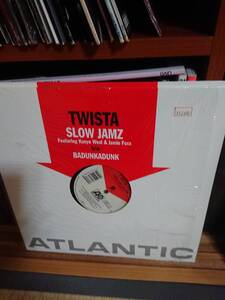 TWISTA
SLOW JAMZ
Featuring Kanye West & Jamie Foxx
b/w
BADUNKADUNK
ATLANTIC